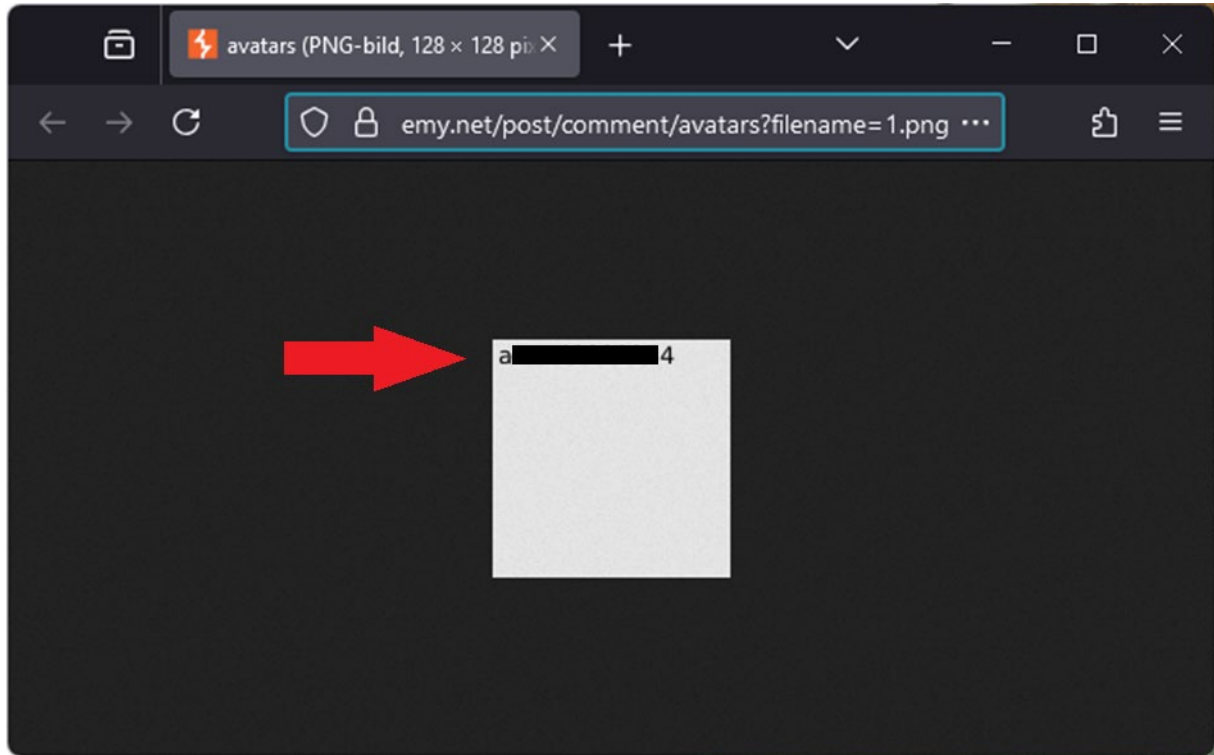 avatars (PNG-bild, 128 × 128 pi
emy.net/post/comment/avatars?filename=1.png
a 4